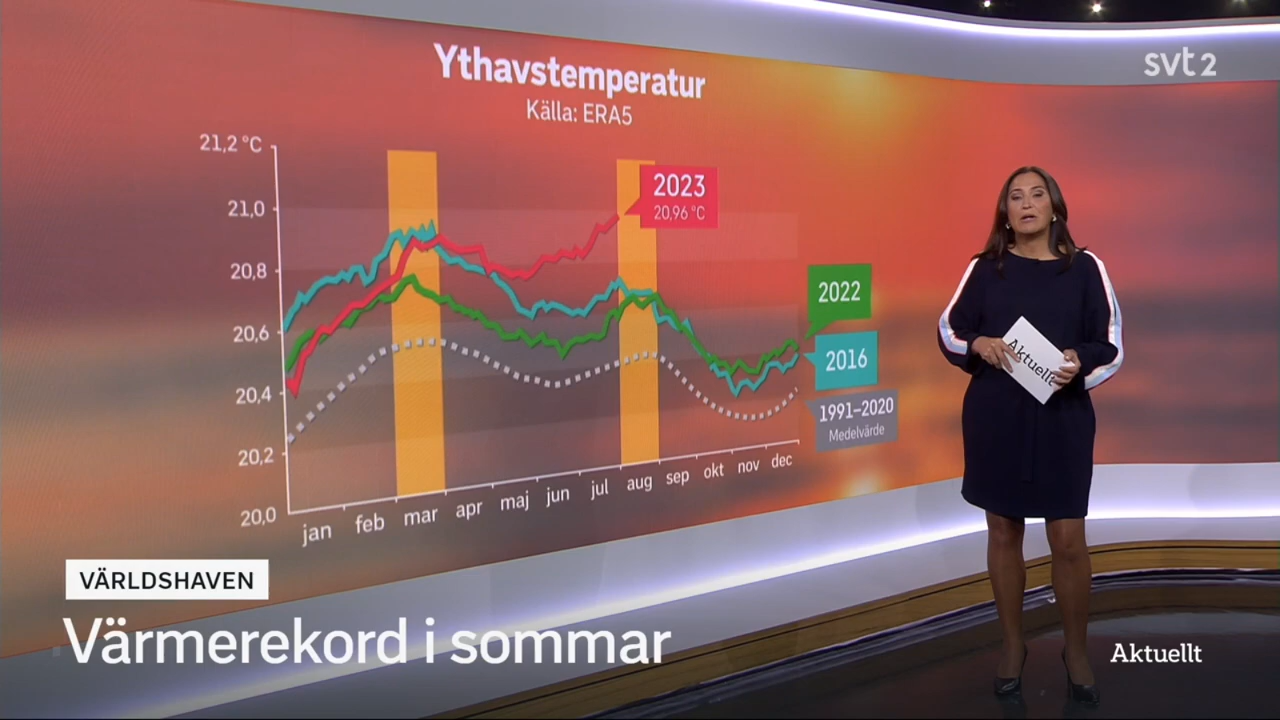 Ythavstemperatur
Källa: ERA5
svt 2
21,2 °C
21,0
20,8
20,6
20,4
20,2
20,0
2023
20,96 °C
2022
2016
1991–2020
Medelvärde
jan feb mar apr maj jun jul aug sep okt nov dec
Aktuellt
VÄRLDSHAVEN
Värmerekord i sommar
Aktuellt